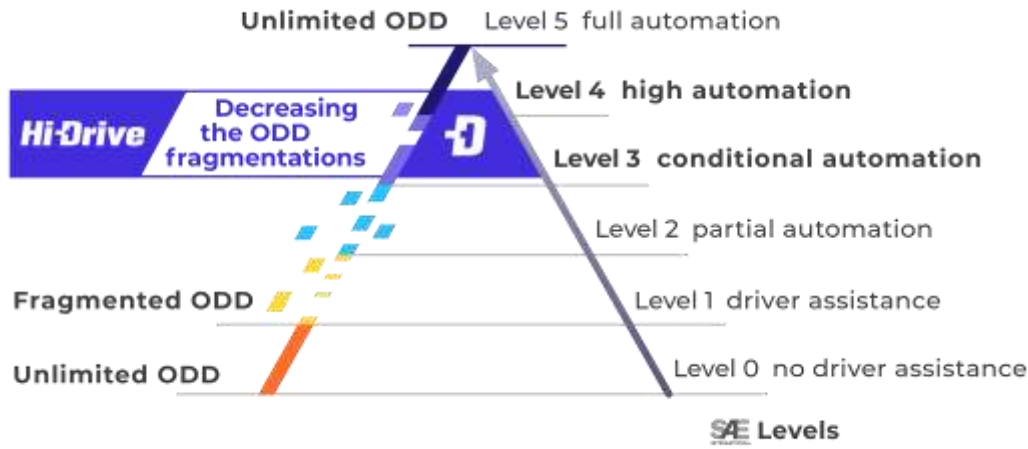 Unlimited ODD Level 5 full automation
Level 4 high automation
Hi-Drive
Decreasing
the ODD
fragmentations
Level 3 conditional automation
Level 2 partial automation
Fragmented ODD
Level 1 driver assistance
Unlimited ODD
Level 0 no driver assistance
SAE Levels